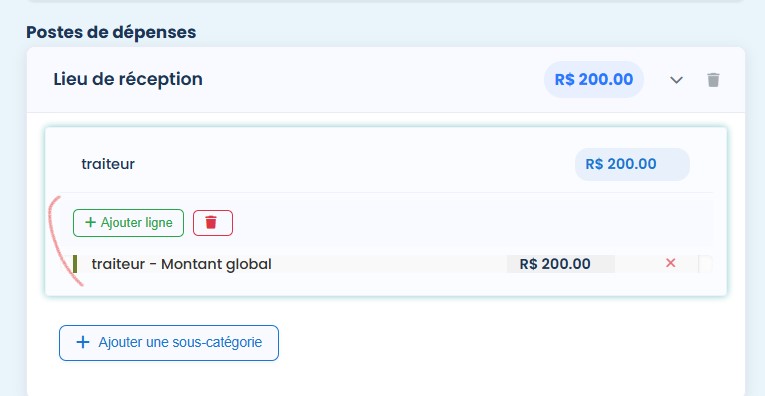 Postes de dépenses
Lieu de réception R$ 200.00
traiteur R$ 200.00
+ Ajouter ligne
traiteur - Montant global R$ 200.00 ×
+ Ajouter une sous-catégorie